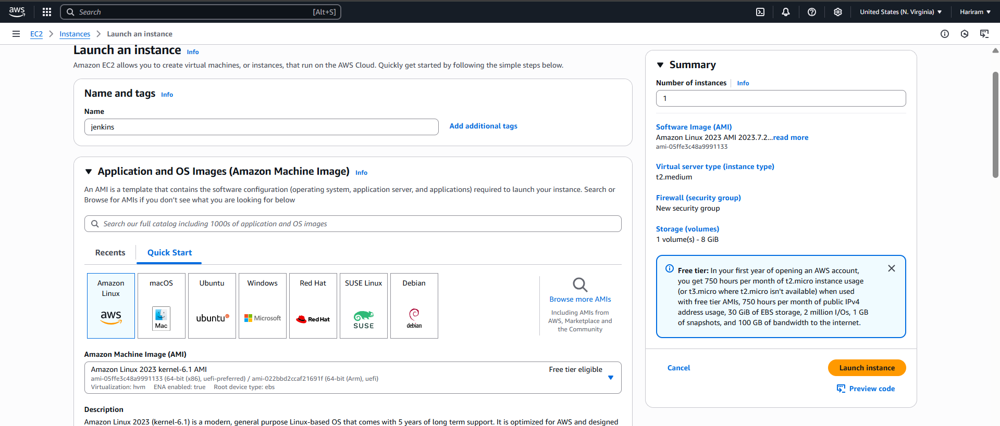 aws
Search [Alt+S]
United States (N. Virginia)
Hariram
EC2 Instances Launch an instance
Launch an instance Info
Amazon EC2 allows you to create virtual machines, or instances, that run on the AWS Cloud. Quickly get started by following the simple steps below.
Name and tags Info
Name
jenkins
Add additional tags
Application and OS Images (Amazon Machine Image) Info
An AMI is a template that contains the software configuration (operating system, application server, and applications) required to launch your instance. Search or
Browse for AMIs if you don't see what you are looking for below
Search our full catalog including 1000s of application and OS images
Recents
Quick Start
Amazon
Linux
aws
macOS
Mac
Ubuntu
ubuntu
Windows
Microsoft
Red Hat
Red Hat
SUSE Linux
SUSE
Debian
debian
Browse more AMIs
Including AMIs from
AWS, Marketplace and
the Community
Amazon Machine Image (AMI)
Amazon Linux 2023 kernel-6.1 AMI
Free tier eligible
ami-05ffe3c48a9991133 (64-bit (x86), uefi-preferred) / ami-022bbd2ccaf21691f (64-bit (Arm), uefi)
Virtualization: hvm ENA enabled: true Root device type: ebs
Description
Amazon Linux 2023 (kernel-6.1) is a modern, general purpose Linux-based OS that comes with 5 years of long term support. It is optimized for AWS and designed
Summary
Number of instances Info
1
Software Image (AMI)
Amazon Linux 2023 AMI 2023.7.2...read more
ami-05ffe3c48a9991133
Virtual server type (instance type)
t2.medium
Firewall (security group)
New security group
Storage (volumes)
1 volume(s) - 8 GiB
Free tier: In your first year of opening an AWS account,
you get 750 hours per month of t2.micro instance usage
(or t3.micro where t2.micro isn't available) when used
with free tier AMIs, 750 hours per month of public IPv4
address usage, 30 GiB of EBS storage, 2 million I/Os, 1 GB
of snapshots, and 100 GB of bandwidth to the internet.
Cancel
Launch instance
Preview code